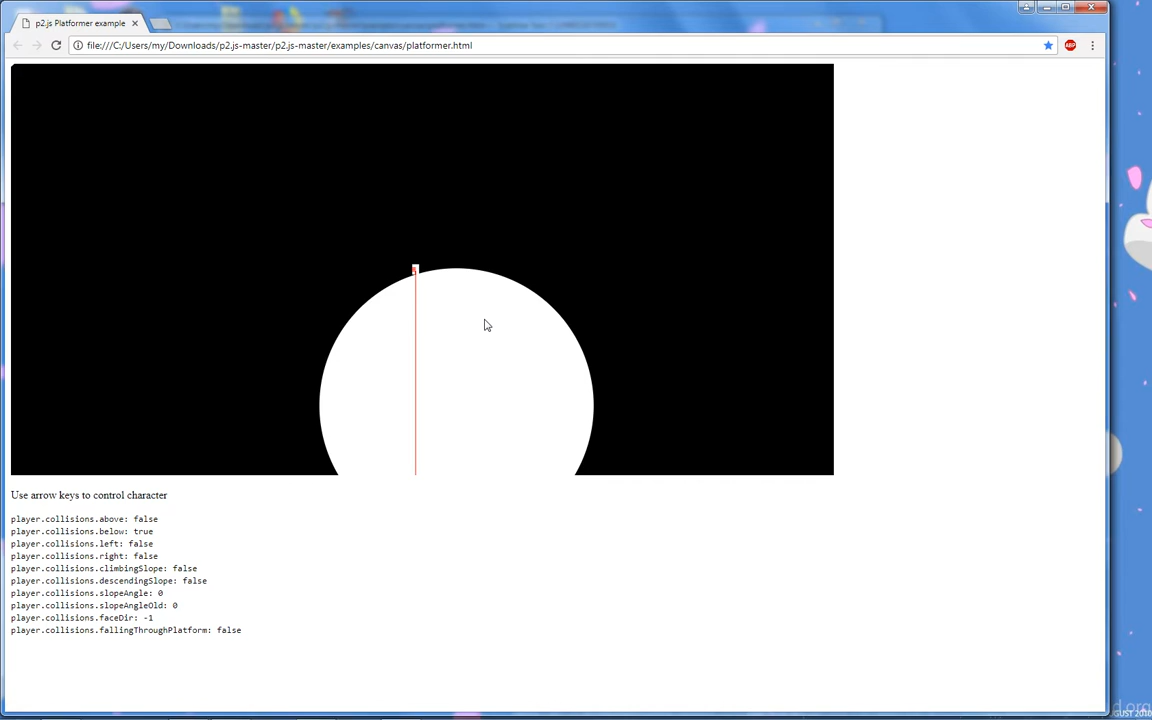 p2.js Platformer example
file:///C:/Users/my/Downloads/p2.js-master/p2.js-master/examples/canvas/platformer.html
ABP
Use arrow keys to control character
player.collisions.above: false
player.collisions.below: true
player.collisions.left: false
player.collisions.right: false
player.collisions.climbingSlope: false
player.collisions.descendingSlope: false
player.collisions.slopeAngle: 0
player.collisions.slopeAngleOld: 0
player.collisions.faceDir: -1
player.collisions.fallingThroughPlatform: false